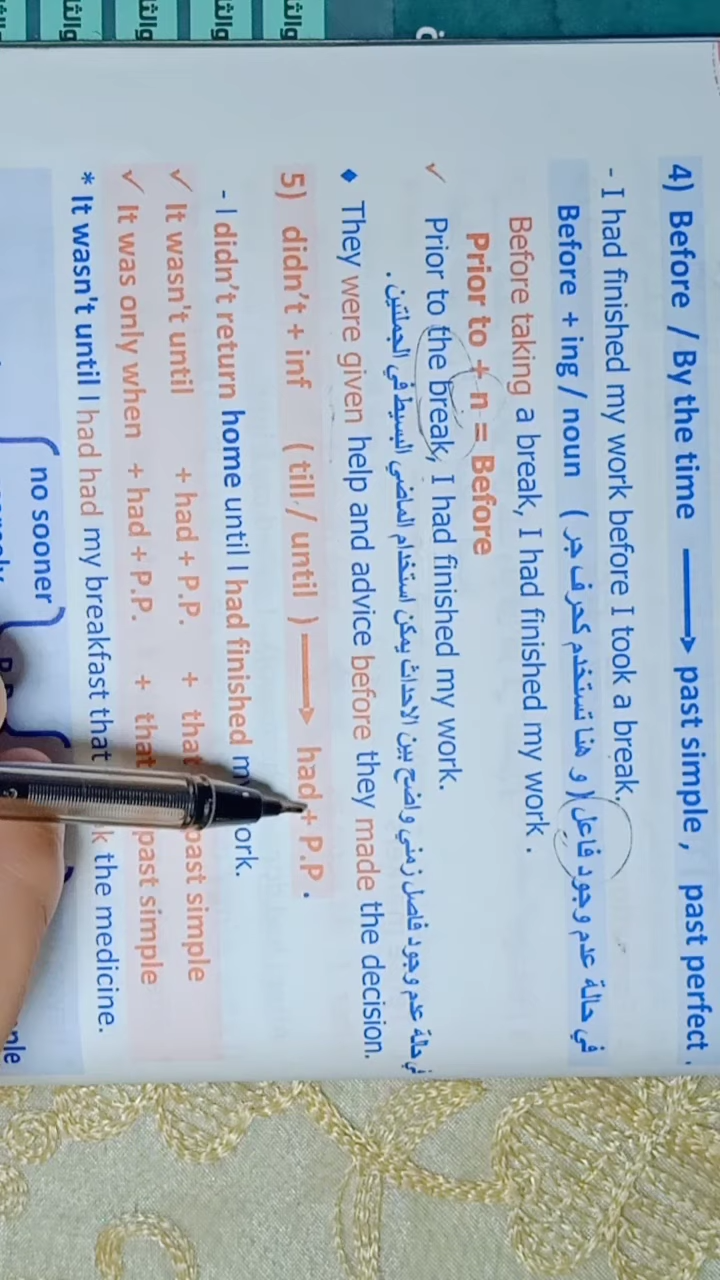 4) Before / By the time ⟶ past simple , past perfect .
- I had finished my work before I took a break.
Before + ing / noun ( و هنا تستخدم كحرف جر ) في حالة عدم وجود فاعل
Before taking a break, I had finished my work .
Prior to + n = Before
✓ Prior to the break, I had finished my work.
في حالة عدم وجود فاصل زمني واضح بين الاحداث يمكن استخدام الماضي البسيط في الجملتين .
◆ They were given help and advice before they made the decision.
5) didn't + inf ( till / until ) ⟶ had + P.P .
- I didn't return home until I had finished my work.
✓ It wasn't until + had + P.P. + that past simple
✓ It was only when + had + P.P. + that past simple
* It wasn't until I had had my breakfast that k the medicine.
no sooner
والث
والث
والث